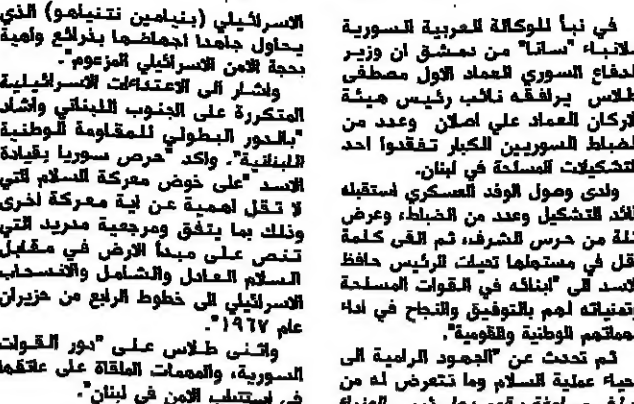 في نبأ للوكالة العربية السورية
للانباء "سانا" من دمشق ان وزير
الدفاع السوري العماد الاول مصطفى
طلاس يرافقه نائب رئيس هيئة
الاركان العماد علي اصلان وعدد من
الضباط السوريين الكبار تفقدوا احد
التشكيلات المسلحة في لبنان.
ولدى وصول الوفد العسكري استقبله
قائد التشكيل وعدد من الضباط، وعرض
ثلة من حرس الشرف، ثم القى كلمة
نقل في مستهلها تحيات الرئيس حافظ
الاسد الى "ابنائه في القوات المسلحة
وتمنياته لهم بالتوفيق والنجاح في اداء
مهماتهم الوطنية والقومية".
ثم تحدث عن "الجهود الرامية الى
احياء عملية السلام وما تتعرض له من
رئيس الوزراء
الاسرائيلي (بنيامين نتنياهو) الذي
يحاول جاهدا اجهاضها بذرائع واهية
بحجة الامن الاسرائيلي المزعوم".
واشار الى الاعتداءات الاسرائيلية
المتكررة على الجنوب اللبناني واشاد
"بالدور البطولي للمقاومة الوطنية
اللبنانية". واكد "حرص سوريا بقيادة
الاسد "على خوض معركة السلام التي
لا تقل اهمية عن اية معركة اخرى
وذلك بما يتفق ومرجعية مدريد التي
تنص على مبدأ الارض في مقابل
السلام العادل والشامل والانسحاب
الاسرائيلي الى خطوط الرابع من حزيران
عام ١٩٦٧".
واثنى طلاس على "دور القوات
السورية، والمهمات الملقاة على عاتقها
في استتباب الامن في لبنان".